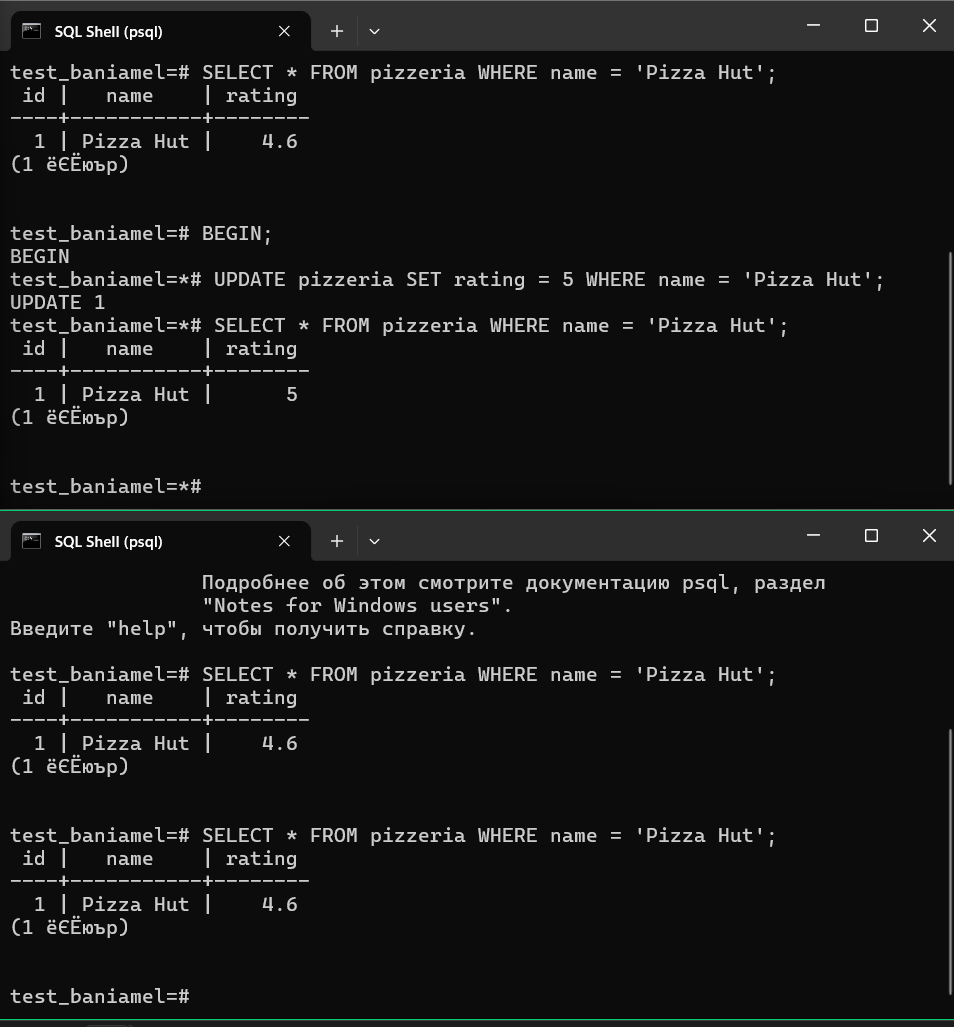 SQL Shell (psql)
test_baniamel=# SELECT * FROM pizzeria WHERE name = 'Pizza Hut';
 id |   name    | rating
----+-----------+--------
  1 | Pizza Hut |    4.6
(1 ёЄЁюър)
test_baniamel=# BEGIN;
BEGIN
test_baniamel=*# UPDATE pizzeria SET rating = 5 WHERE name = 'Pizza Hut';
UPDATE 1
test_baniamel=*# SELECT * FROM pizzeria WHERE name = 'Pizza Hut';
 id |   name    | rating
----+-----------+--------
  1 | Pizza Hut |      5
(1 ёЄЁюър)
test_baniamel=*#
SQL Shell (psql)
Подробнее об этом смотрите документацию psql, раздел
"Notes for Windows users".
Введите "help", чтобы получить справку.
test_baniamel=# SELECT * FROM pizzeria WHERE name = 'Pizza Hut';
 id |   name    | rating
----+-----------+--------
  1 | Pizza Hut |    4.6
(1 ёЄЁюър)
test_baniamel=# SELECT * FROM pizzeria WHERE name = 'Pizza Hut';
 id |   name    | rating
----+-----------+--------
  1 | Pizza Hut |    4.6
(1 ёЄЁюър)
test_baniamel=#